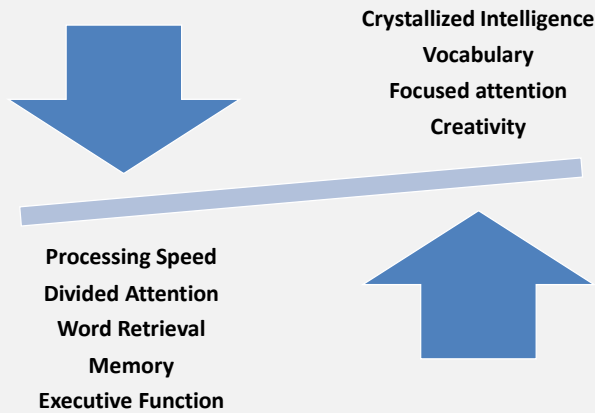 Crystallized Intelligence
Vocabulary
Focused attention
Creativity
Processing Speed
Divided Attention
Word Retrieval
Memory
Executive Function